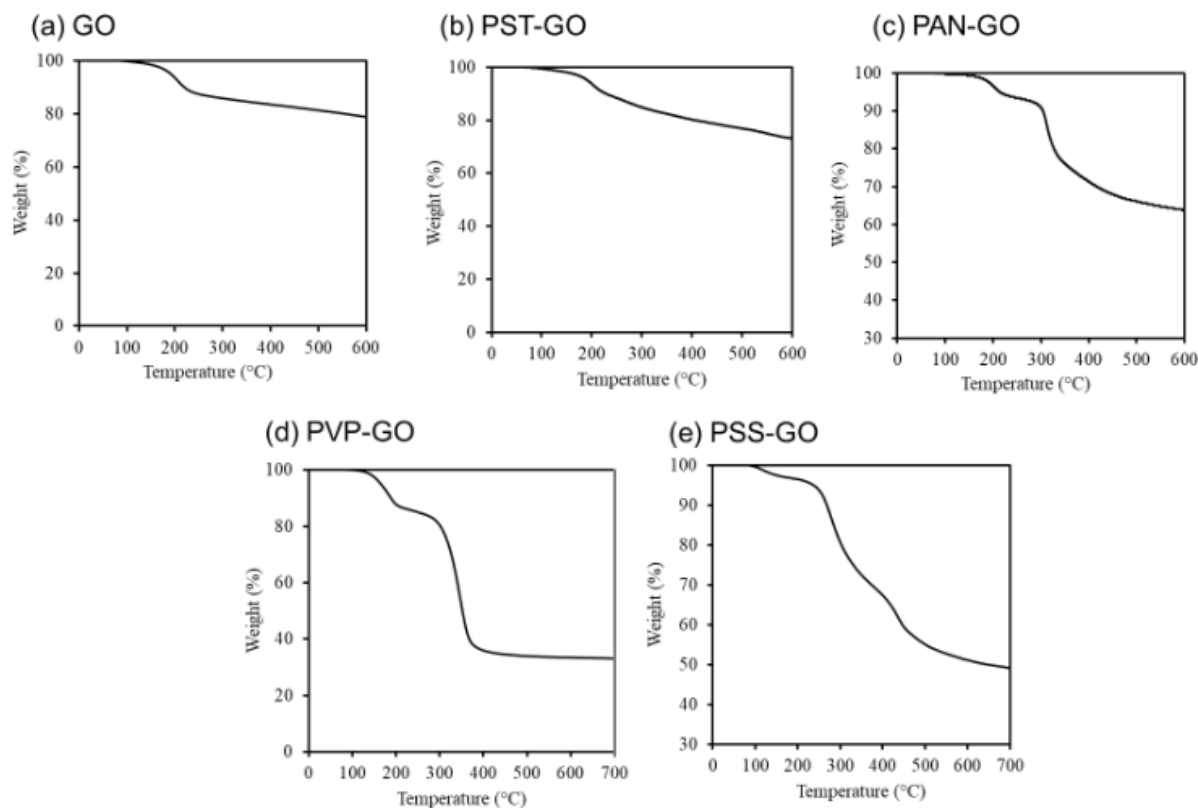 (a) GO
(b) PST-GO
(c) PAN-GO
100
80
60
40
20
0
Weight (%)
0 100 200 300 400 500 600
Temperature (°C)
100
80
60
40
20
0
Weight (%)
0 100 200 300 400 500 600
Temperature (°C)
100
90
80
70
60
50
40
30
Weight (%)
0 100 200 300 400 500 600
Temperature (°C)
(d) PVP-GO
(e) PSS-GO
100
80
60
40
20
0
Weight (%)
0 100 200 300 400 500 600 700
Temperature (°C)
100
90
80
70
60
50
40
30
Weight (%)
0 100 200 300 400 500 600 700
Temperature (°C)